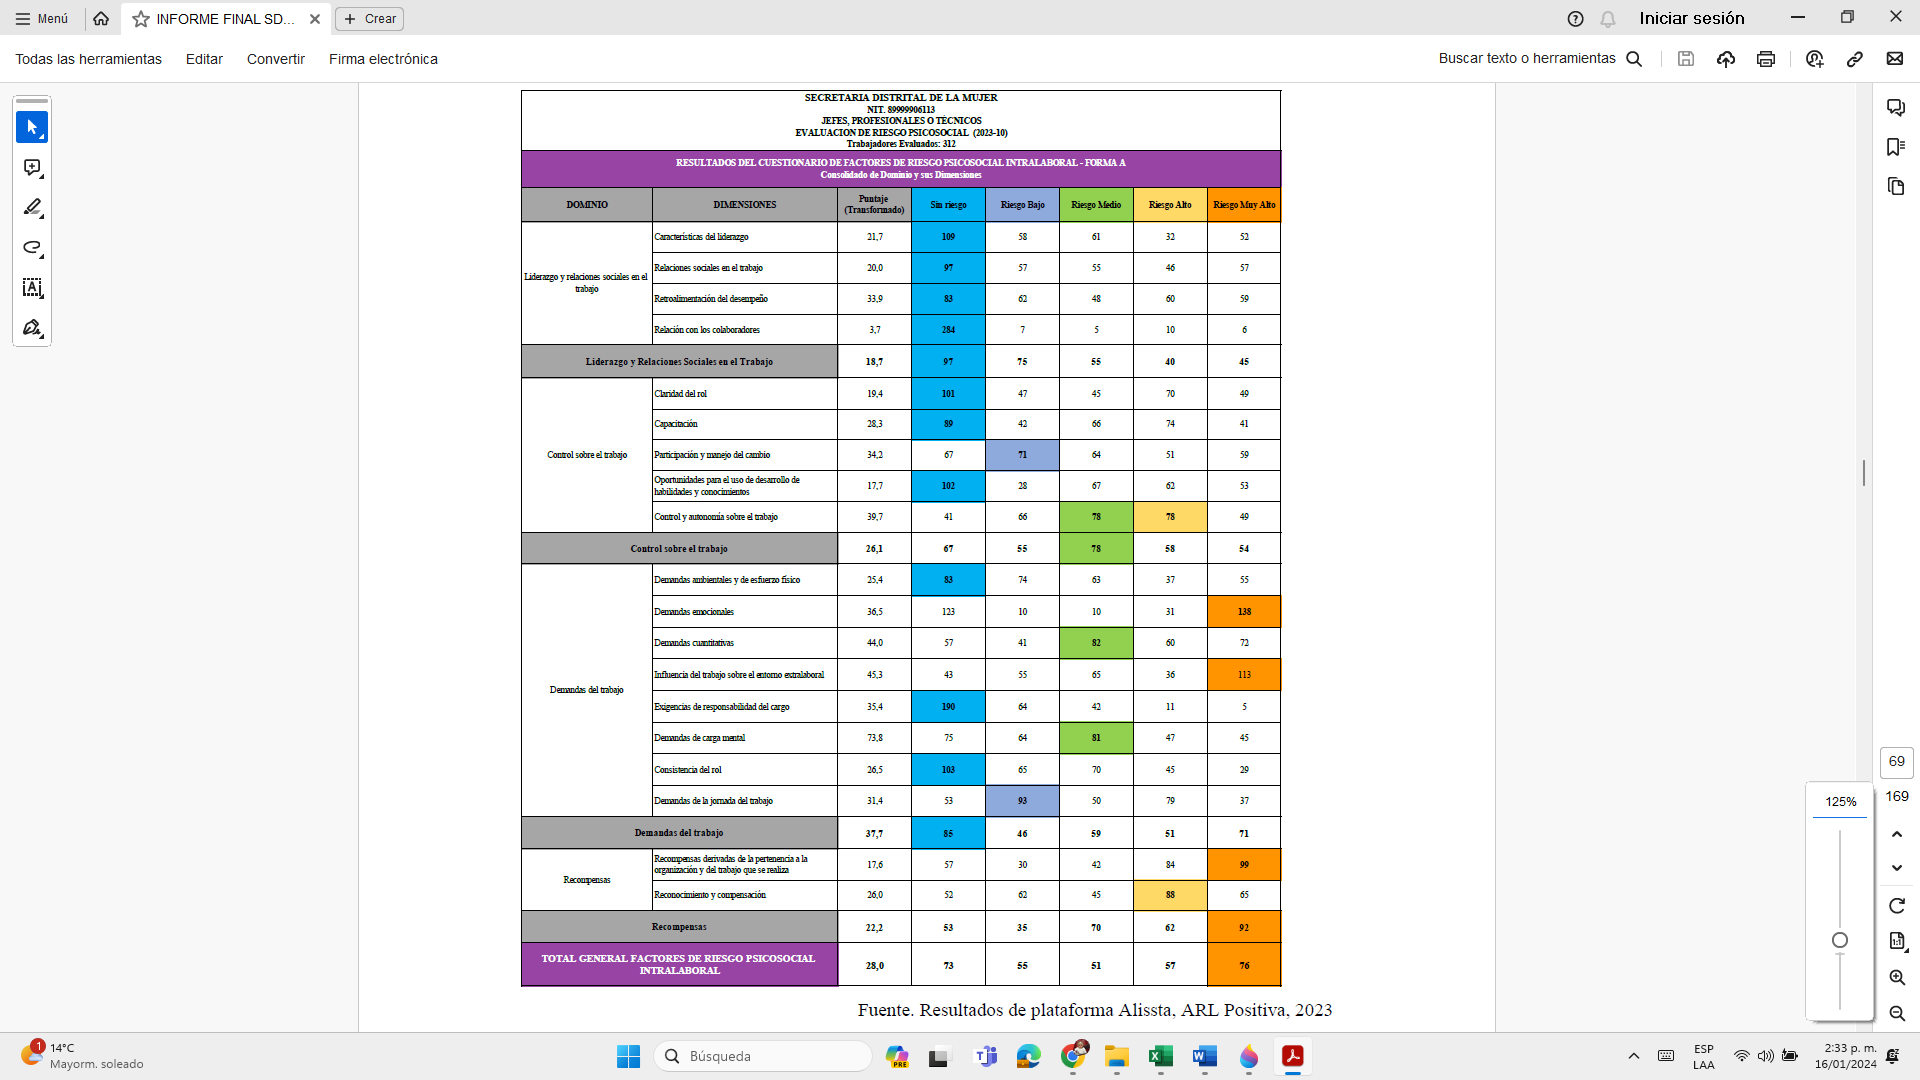 Menú
INFORME FINAL SD...
Crear
Iniciar sesión
Todas las herramientas
Editar
Convertir
Firma electrónica
Buscar texto o herramientas
SECRETARIA DISTRITAL DE LA MUJER
NIT. 89999906113
JEFES, PROFESIONALES O TÉCNICOS
EVALUACION DE RIESGO PSICOSOCIAL (2023-10)
Trabajadores Evaluados: 312
RESULTADOS DEL CUESTIONARIO DE FACTORES DE RIESGO PSICOSOCIAL INTRALABORAL - FORMA A
Consolidado de Dominio y sus Dimensiones
DOMINIO DIMENSIONES Puntaje (Transformado) Sin riesgo Riesgo Bajo Riesgo Medio Riesgo Alto Riesgo Muy Alto
Liderazgo y relaciones sociales en el trabajo
Características del liderazgo 21,7 109 58 61 32 52
Relaciones sociales en el trabajo 20,0 97 57 55 46 57
Retroalimentación del desempeño 33,9 83 62 48 60 59
Relación con los colaboradores 3,7 284 7 5 10 6
Liderazgo y Relaciones Sociales en el Trabajo 18,7 97 75 55 40 45
Control sobre el trabajo
Claridad del rol 19,4 101 47 45 70 49
Capacitación 28,3 89 42 66 74 41
Participación y manejo del cambio 34,2 67 71 64 51 59
Oportunidades para el uso de desarrollo de habilidades y conocimientos 17,7 102 28 67 62 53
Control y autonomía sobre el trabajo 39,7 41 66 78 78 49
Control sobre el trabajo 26,1 67 55 78 58 54
Demandas del trabajo
Demandas ambientales y de esfuerzo físico 25,4 83 74 63 37 55
Demandas emocionales 36,5 123 10 10 31 138
Demandas cuantitativas 44,0 57 41 82 60 72
Influencia del trabajo sobre el entorno extralaboral 45,3 43 55 65 36 113
Exigencias de responsabilidad del cargo 35,4 190 64 42 11 5
Demandas de carga mental 73,8 75 64 81 47 45
Consistencia del rol 26,5 103 65 70 45 29
Demandas de la jornada del trabajo 31,4 53 93 50 79 37
Demandas del trabajo 37,7 85 46 59 51 71
Recompensas
Recompensas derivadas de la pertenencia a la organización y del trabajo que se realiza 17,6 57 30 42 84 99
Reconocimiento y compensación 26,0 52 62 45 88 65
Recompensas 22,2 53 35 70 62 92
TOTAL GENERAL FACTORES DE RIESGO PSICOSOCIAL INTRALABORAL 28,0 73 55 51 57 76
Fuente. Resultados de plataforma Alissta, ARL Positiva, 2023
69
169
125%
1
14°C
Mayorm. soleado
Búsqueda
PRE
ESP
LAA
2:33 p. m.
16/01/2024